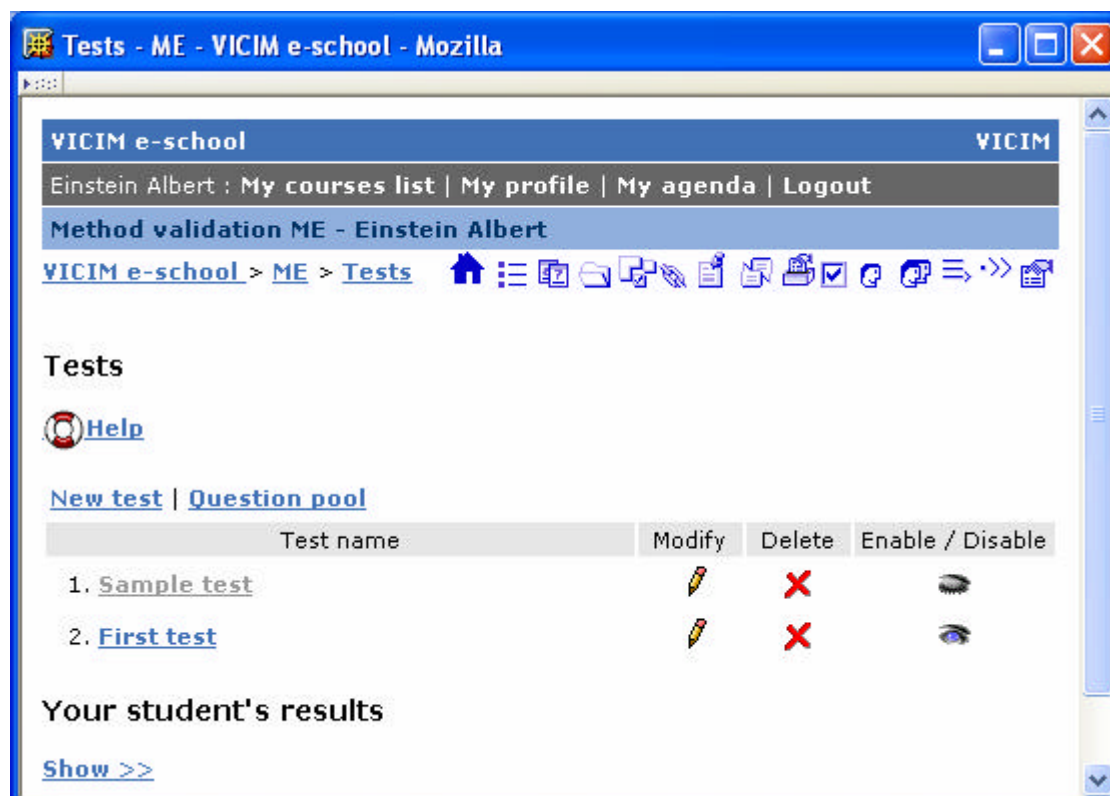 Tests - ME - VICIM e-school - Mozilla
VICIM e-school VICIM
Einstein Albert : My courses list | My profile | My agenda | Logout
Method validation ME - Einstein Albert
VICIM e-school > ME > Tests
Tests
Help
New test | Question pool
Test name Modify Delete Enable / Disable
1. Sample test
2. First test
Your student's results
Show >>